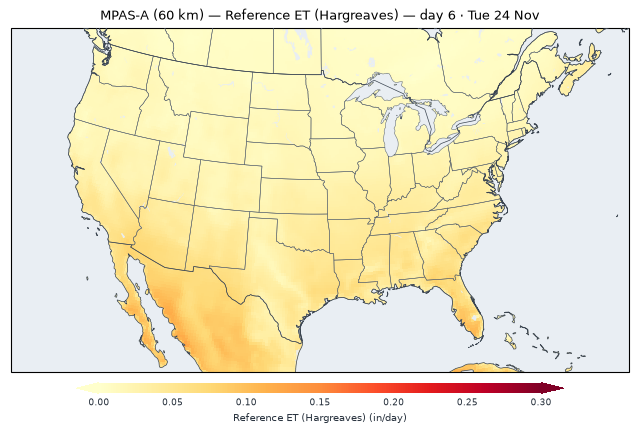 MPAS-A (60 km) — Reference ET (Hargreaves) — day 6 · Tue 24 Nov
0.00 0.05 0.10 0.15 0.20 0.25 0.30
Reference ET (Hargreaves) (in/day)